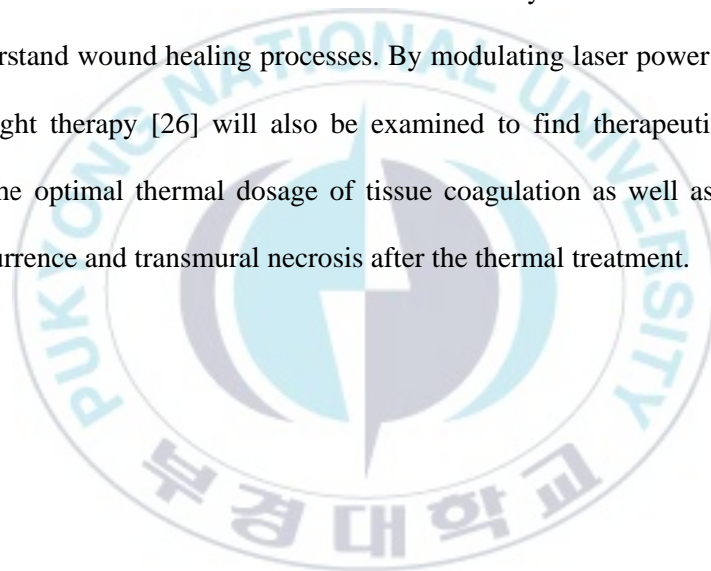 erstand wound healing processes. By modulating laser power
ght therapy [26] will also be examined to find therapeuti
ne optimal thermal dosage of tissue coagulation as well as
urrence and transmural necrosis after the thermal treatment.
PUKYONG NATIONAL UNIVERSITY
부경대학교